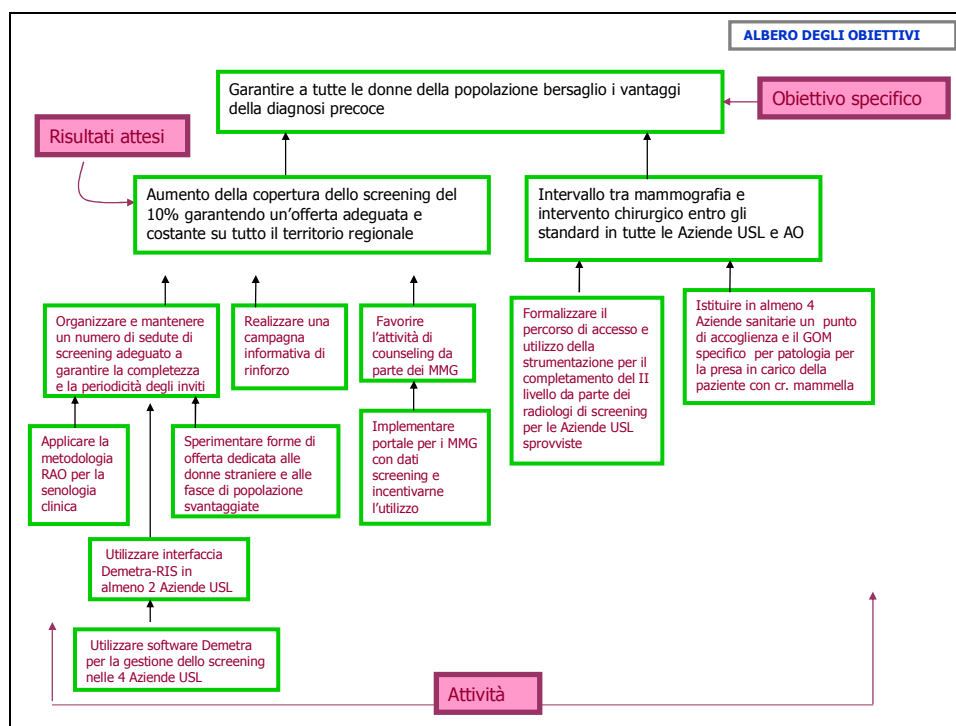 ALBERO DEGLI OBIETTIVI
Garantire a tutte le donne della popolazione bersaglio i vantaggi
della diagnosi precoce
Obiettivo specifico
Risultati attesi
Aumento della copertura dello screening del
10% garantendo un'offerta adeguata e
costante su tutto il territorio regionale
Intervallo tra mammografia e
intervento chirurgico entro gli
standard in tutte le Aziende USL e AO
Organizzare e mantenere
un numero di sedute di
screening adeguato a
garantire la completezza
e la periodicità degli inviti
Realizzare una
campagna
informativa di
rinforzo
Favorire
l'attività di
counseling da
parte dei MMG
Formalizzare il
percorso di accesso e
utilizzo della
strumentazione per il
completamento del II
livello da parte dei
radiologi di screening
per le Aziende USL
sprovviste
Istituire in almeno 4
Aziende sanitarie un punto
di accoglienza e il GOM
specifico per patologia per
la presa in carico della
paziente con cr. mammella
Applicare la
metodologia
RAO per la
senologia
clinica
Sperimentare forme di
offerta dedicata alle
donne straniere e alle
fasce di popolazione
svantaggiate
Implementare
portale per i MMG
con dati
screening e
incentivarne
l'utilizzo
Utilizzare interfaccia
Demetra-RIS in
almeno 2 Aziende USL
Utilizzare software Demetra
per la gestione dello screening
nelle 4 Aziende USL
Attività